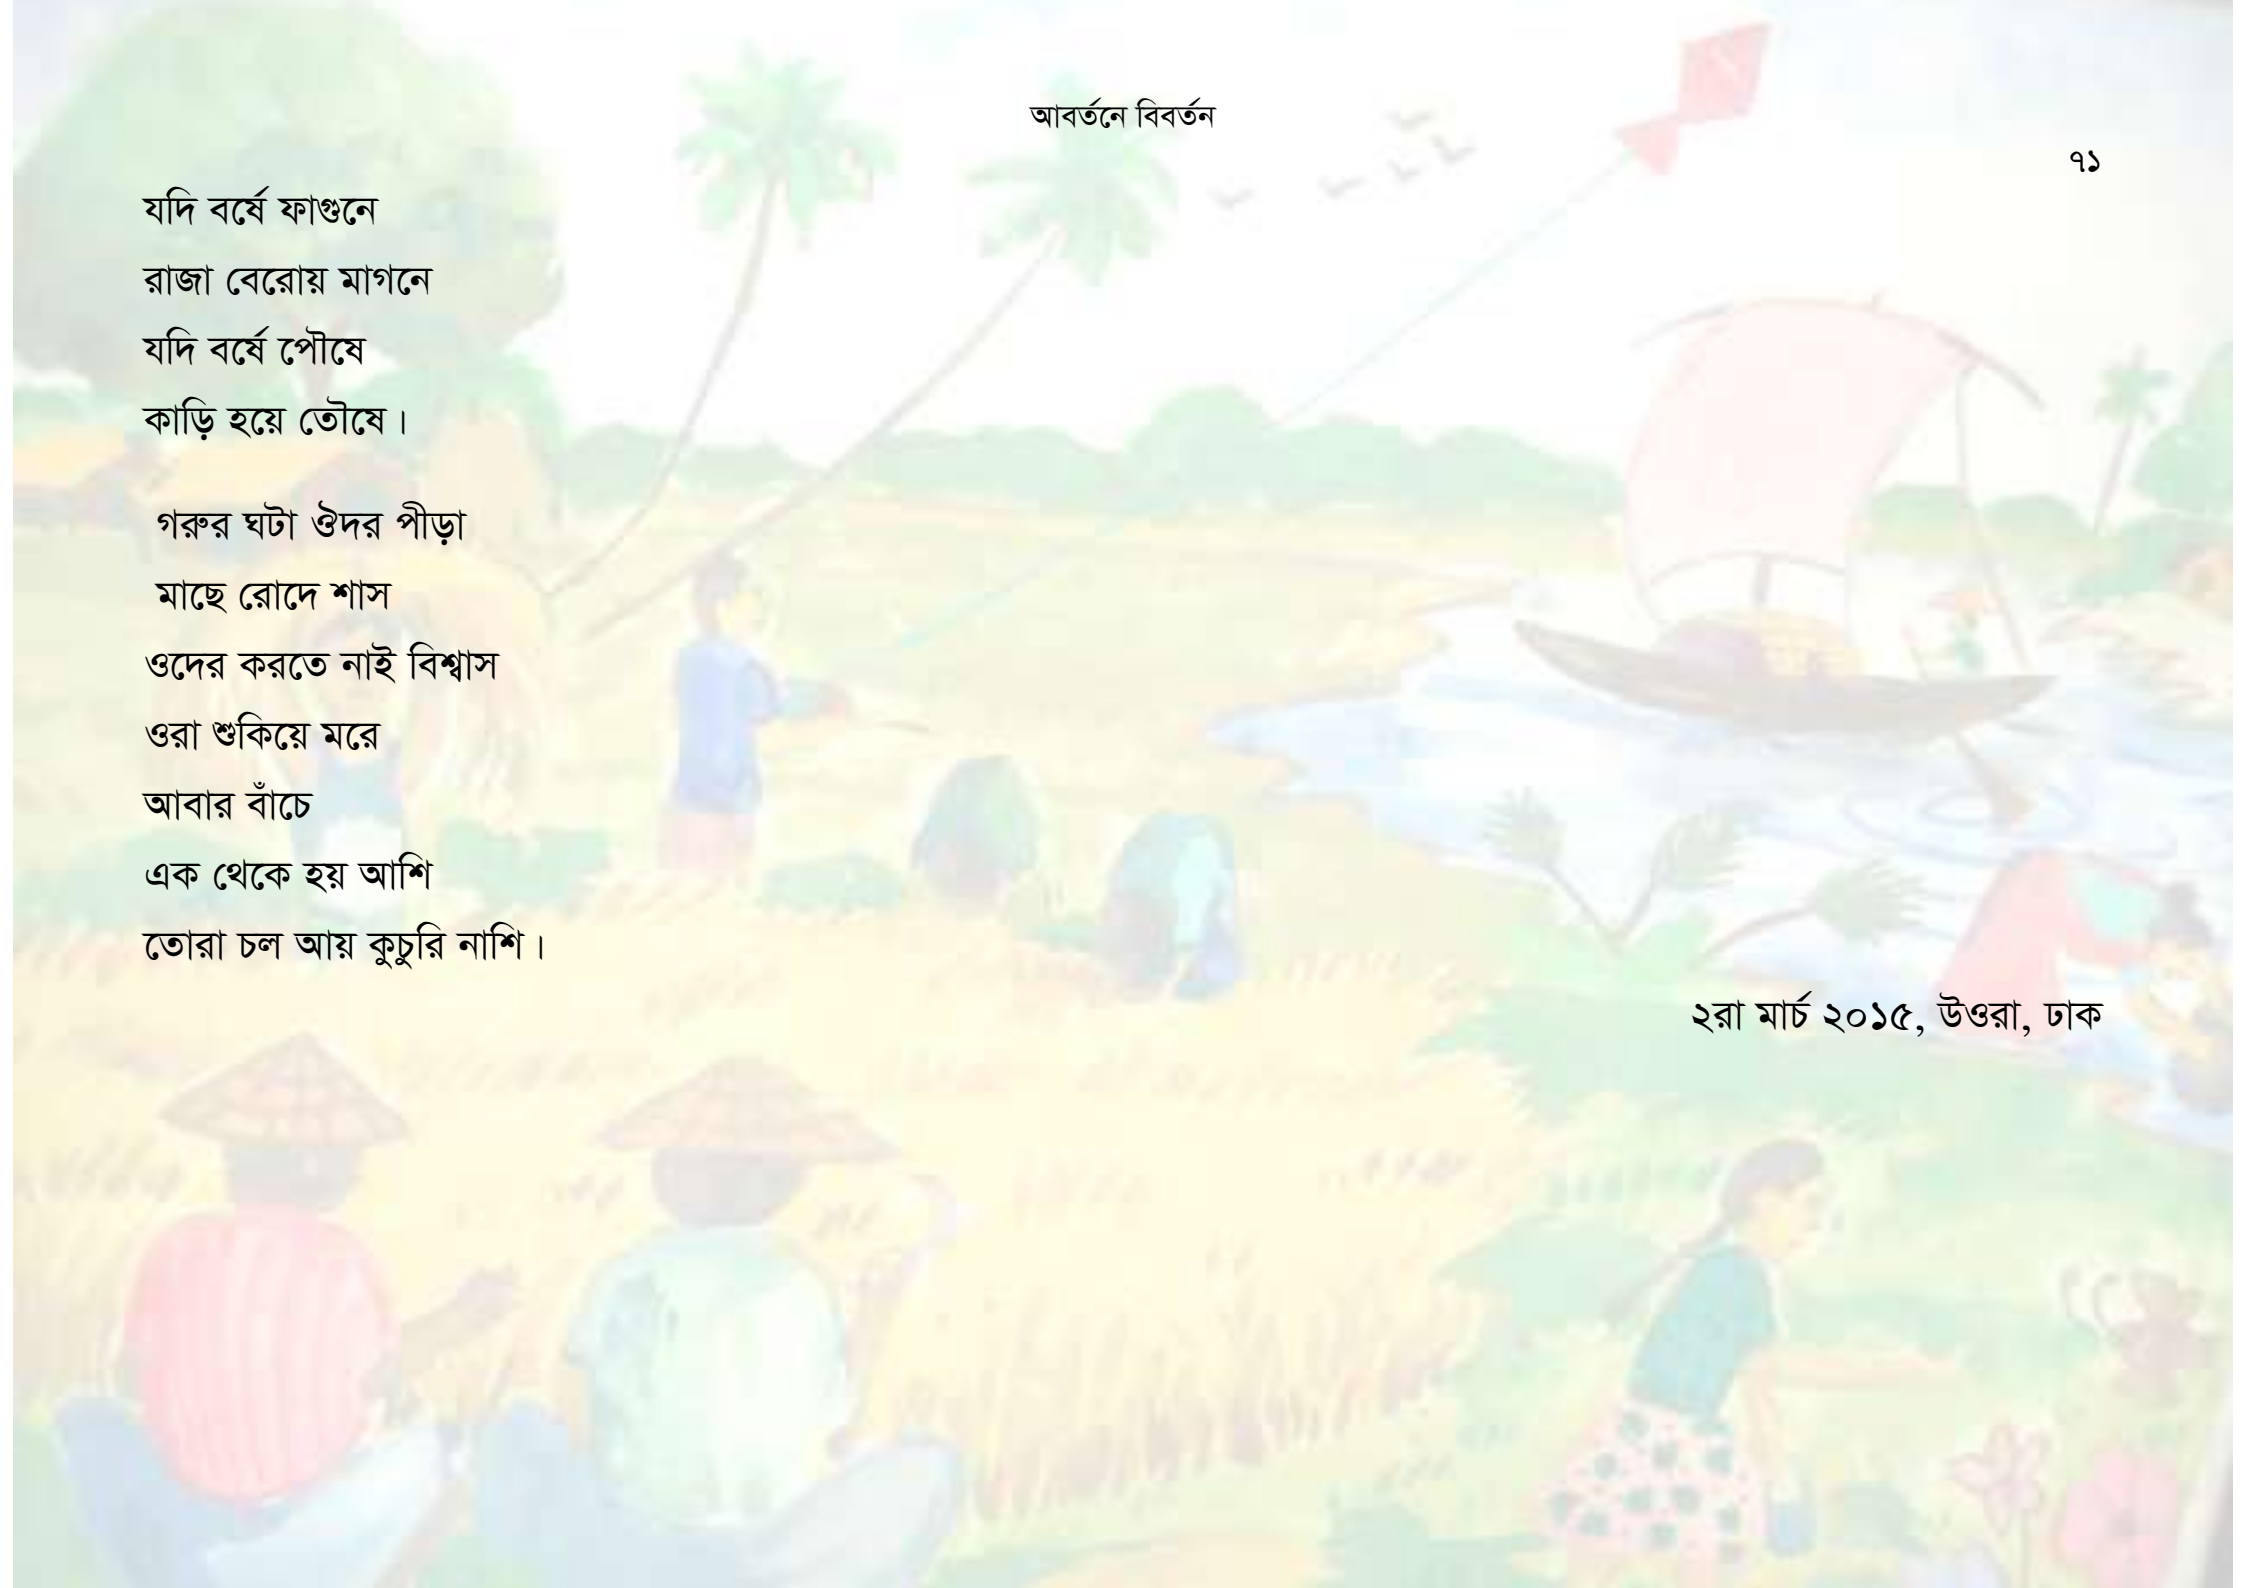 আবর্তনে বিবর্তন
৭১
যদি বর্ষে ফাগুনে
রাজা বেরোয় মাগনে
যদি বর্ষে পৌষে
কাড়ি হয়ে তৌষে।
গরুর ঘটা ঔদর পীড়া
মাছে রোদে শাস
ওদের করতে নাই বিশ্বাস
ওরা শুকিয়ে মরে
আবার বাঁচে
এক থেকে হয় আশি
তোরা চল আয় কুচুরি নাশি।
২রা মার্চ ২০১৫, উওরা, ঢাক